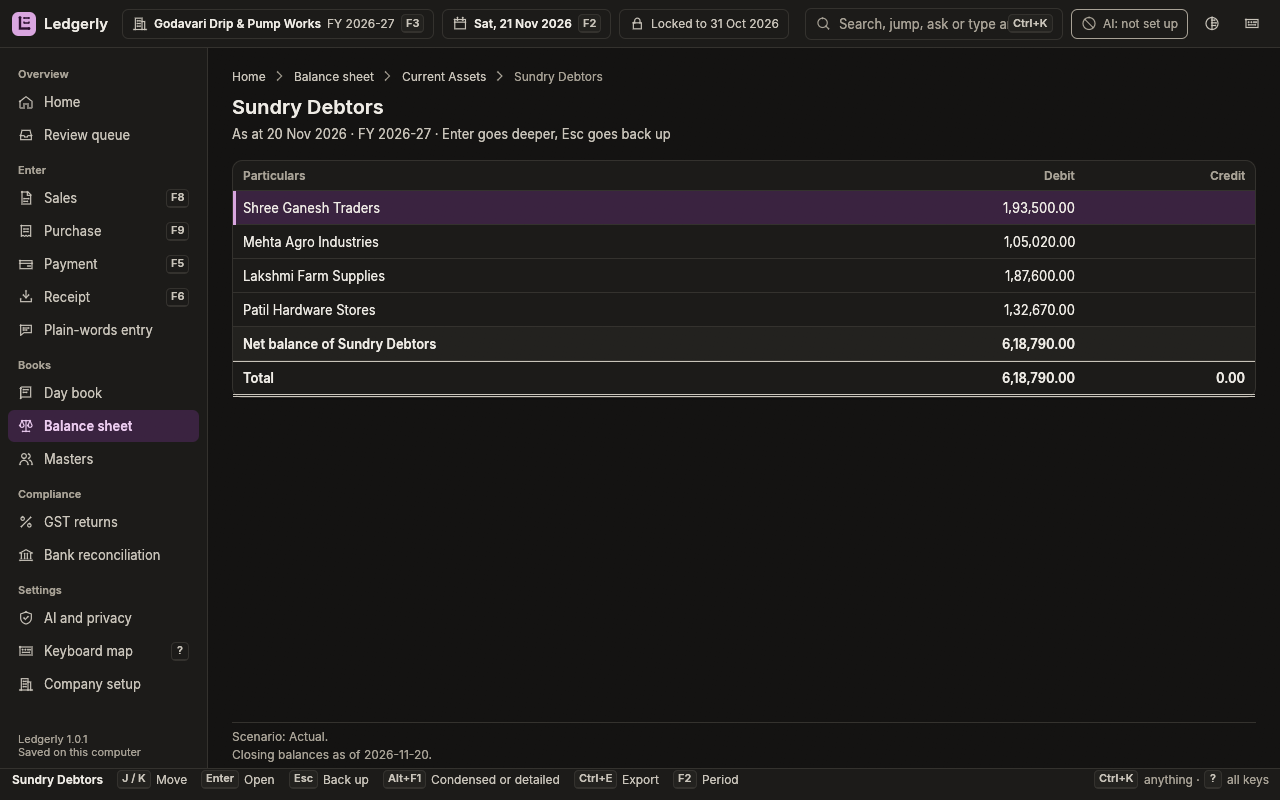 Ledgerly
Godavari Drip & Pump Works FY 2026-27 F3
Sat, 21 Nov 2026 F2
Locked to 31 Oct 2026
Search, jump, ask or type a Ctrl+K
AI: not set up
Overview
Home
Review queue
Enter
Sales F8
Purchase F9
Payment F5
Receipt F6
Plain-words entry
Books
Day book
Balance sheet
Masters
Compliance
GST returns
Bank reconciliation
Settings
AI and privacy
Keyboard map ?
Company setup
Ledgerly 1.0.1
Saved on this computer
Home Balance sheet Current Assets Sundry Debtors
Sundry Debtors
As at 20 Nov 2026 · FY 2026-27 · Enter goes deeper, Esc goes back up
Particulars Debit Credit
Shree Ganesh Traders 1,93,500.00
Mehta Agro Industries 1,05,020.00
Lakshmi Farm Supplies 1,87,600.00
Patil Hardware Stores 1,32,670.00
Net balance of Sundry Debtors 6,18,790.00
Total 6,18,790.00 0.00
Scenario: Actual.
Closing balances as of 2026-11-20.
Sundry Debtors J / K Move Enter Open Esc Back up Alt+F1 Condensed or detailed Ctrl+E Export F2 Period Ctrl+K anything · ? all keys